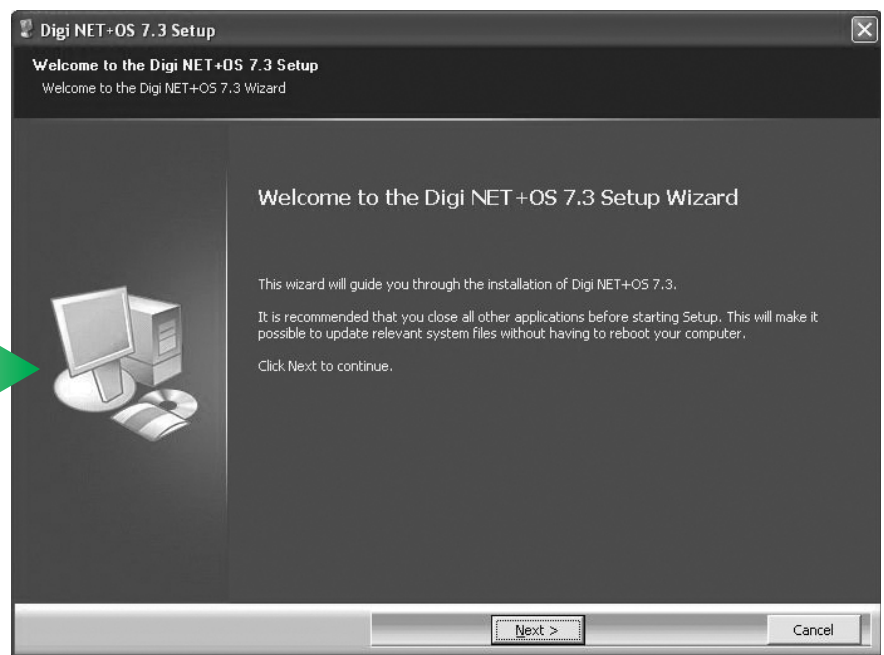 Digi NET+OS 7.3 Setup
Welcome to the Digi NET+OS 7.3 Setup
Welcome to the Digi NET+OS 7.3 Wizard
Welcome to the Digi NET+OS 7.3 Setup Wizard
This wizard will guide you through the installation of Digi NET+OS 7.3.
It is recommended that you close all other applications before starting Setup. This will make it
possible to update relevant system files without having to reboot your computer.
Click Next to continue.
Next >
Cancel